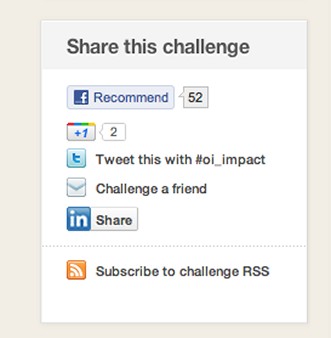 Share this challenge
f Recommend 52
+1 2
t Tweet this with #oi_impact
Challenge a friend
in Share
Subscribe to challenge RSS